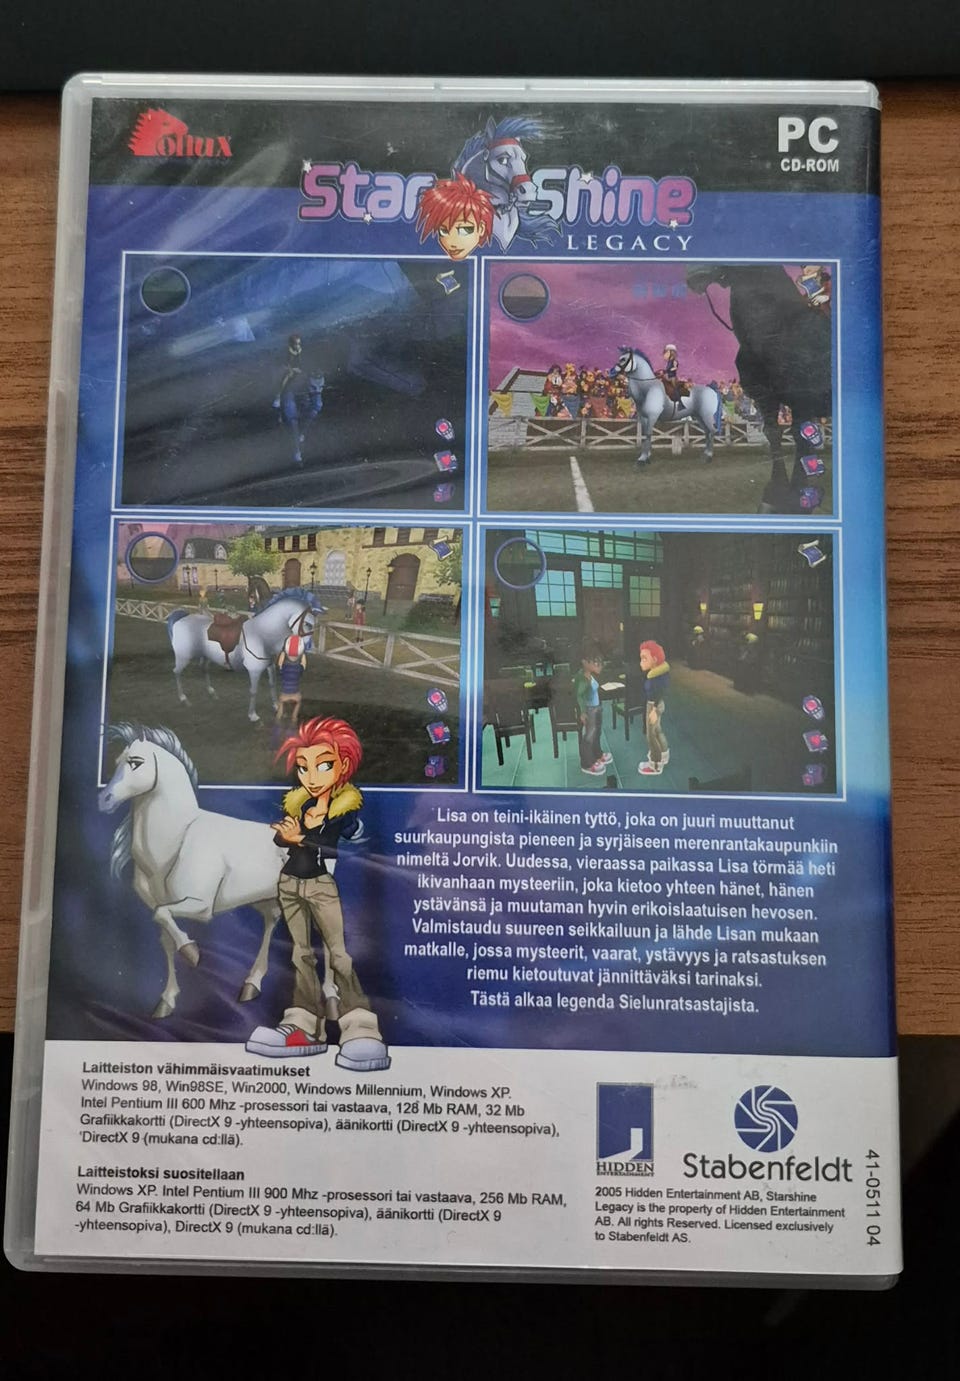 Pollux
PC
CD-ROM
Star Shine
LEGACY
Lisa on teini-ikäinen tyttö, joka on juuri muuttanut
suurkaupungista pieneen ja syrjäiseen merenrantakaupunkiin
nimeltä Jorvik. Uudessa, vieraassa paikassa Lisa törmää heti
ikivanhaan mysteeriin, joka kietoo yhteen hänet, hänen
ystävänsä ja muutaman hyvin erikoislaatuisen hevosen.
Valmistaudu suureen seikkailuun ja lähde Lisan mukaan
matkalle, jossa mysteerit, vaarat, ystävyys ja ratsastuksen
riemu kietoutuvat jännittäväksi tarinaksi.
Tästä alkaa legenda Sielunratsastajista.
Laitteiston vähimmäisvaatimukset
Windows 98, Win98SE, Win2000, Windows Millennium, Windows XP.
Intel Pentium III 600 Mhz -prosessori tai vastaava, 128 Mb RAM, 32 Mb
Grafiikkakortti (DirectX 9 -yhteensopiva), äänikortti (DirectX 9 -yhteensopiva),
DirectX 9 (mukana cd:llä).
Laitteistoksi suositellaan
Windows XP. Intel Pentium III 900 Mhz -prosessori tai vastaava, 256 Mb RAM,
64 Mb Grafiikkakortti (DirectX 9 -yhteensopiva), äänikortti (DirectX 9
-yhteensopiva), DirectX 9 (mukana cd:llä).
HIDDEN
ENTERTAINMENT
Stabenfeldt
2005 Hidden Entertainment AB, Starshine
Legacy is the property of Hidden Entertainment
AB. All rights Reserved. Licensed exclusively
to Stabenfeldt AS.
41-0511 04